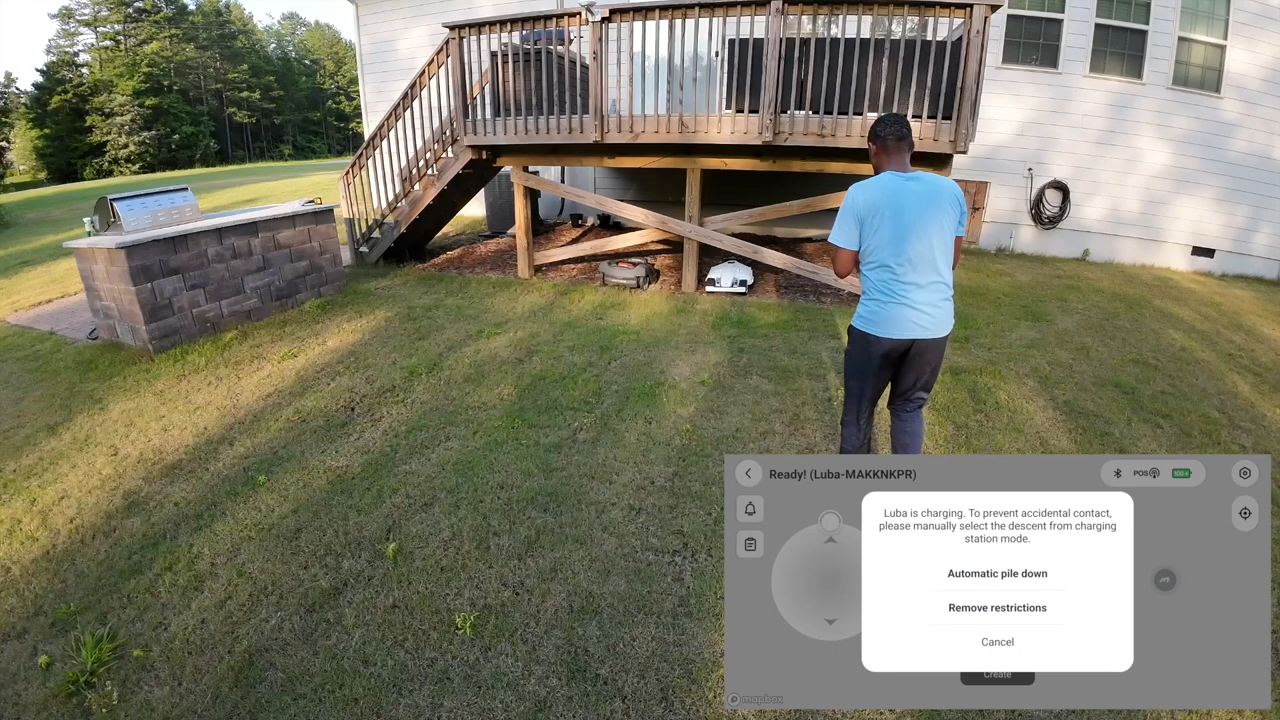 Ready! (Luba-MAKKNKPR)
POS
Luba is charging. To prevent accidental contact,
please manually select the descent from charging
station mode.
Automatic pile down
Remove restrictions
Cancel
Create
mapbox